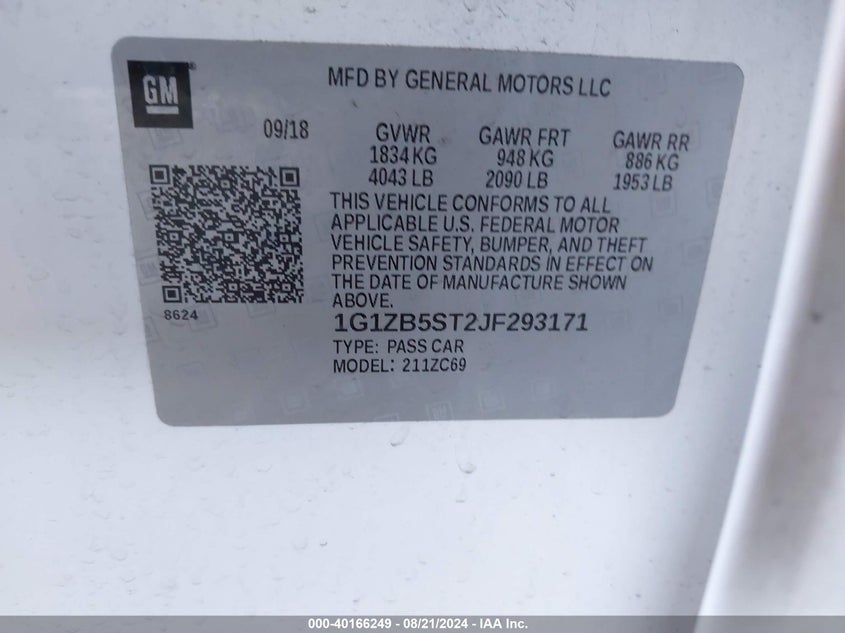 GM
MFD BY GENERAL MOTORS LLC
09/18
GVWR GAWR FRT GAWR RR
1834 KG 948 KG 886 KG
4043 LB 2090 LB 1953 LB
THIS VEHICLE CONFORMS TO ALL
APPLICABLE U.S. FEDERAL MOTOR
VEHICLE SAFETY, BUMPER, AND THEFT
PREVENTION STANDARDS IN EFFECT ON
THE DATE OF MANUFACTURE SHOWN
ABOVE.
8624
1G1ZB5ST2JF293171
TYPE: PASS CAR
MODEL: 211ZC69
000-40166249 - 08/21/2024 - IAA Inc.